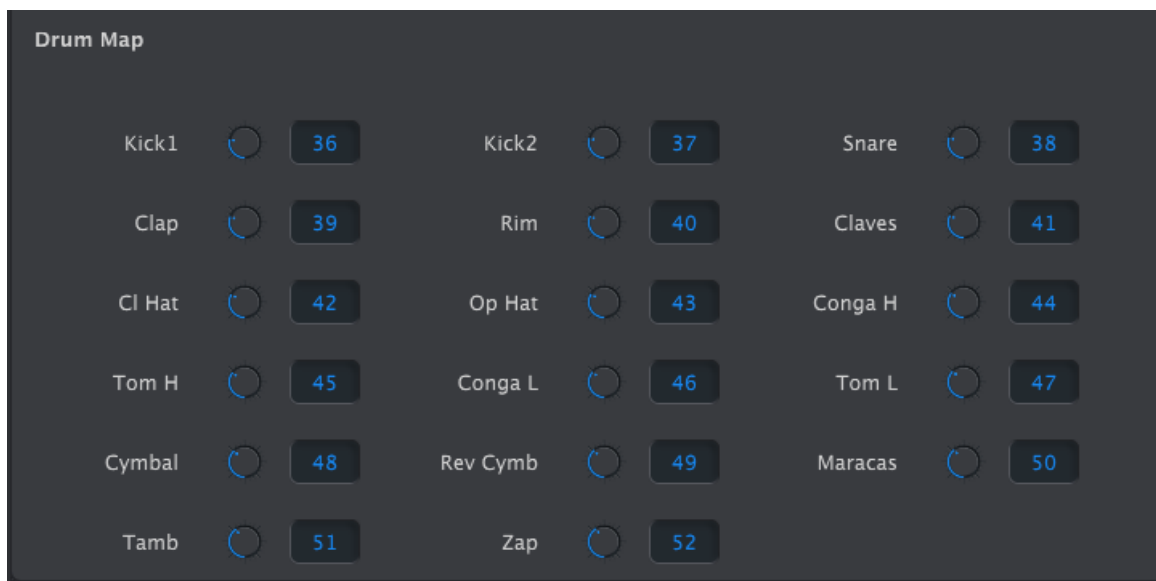 Drum Map
Kick1 36 Kick2 37 Snare 38
Clap 39 Rim 40 Claves 41
Cl Hat 42 Op Hat 43 Conga H 44
Tom H 45 Conga L 46 Tom L 47
Cymbal 48 Rev Cymb 49 Maracas 50
Tamb 51 Zap 52